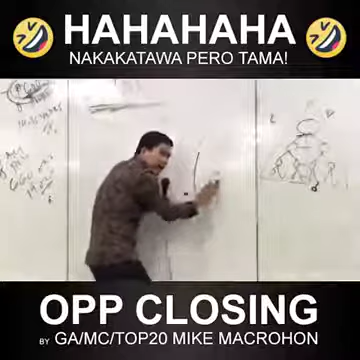 HAHAHAHA
NAKAKATAWA PERO TAMA!
OPP CLOSING
BY GA/MC/TOP20 MIKE MACROHON